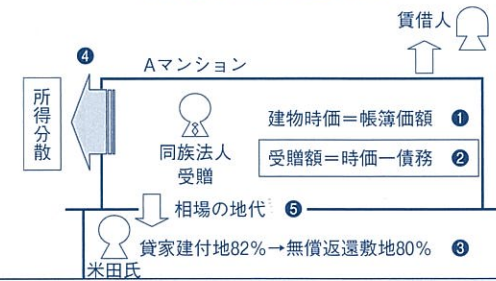 賃借人
❹
Aマンション
所得分散
建物時価=帳簿価額 ❶
同族法人
受贈
受贈額=時価−債務 ❷
相場の地代 ❺
貸家建付地82%→無償返還敷地80% ❸
米田氏